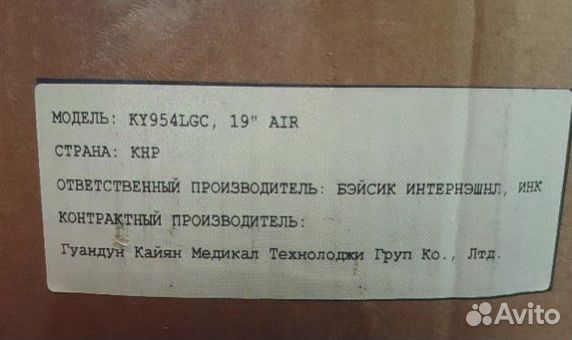 МОДЕЛЬ: KY954LGC, 19" AIR
СТРАНА: КНР
ОТВЕТСТВЕННЫЙ ПРОИЗВОДИТЕЛЬ: БЭЙСИК ИНТЕРНЭШНЛ, ИНК
КОНТРАКТНЫЙ ПРОИЗВОДИТЕЛЬ:
Гуандун Кайян Медикал Технолоджи Груп Ко., Лтд.
Avito